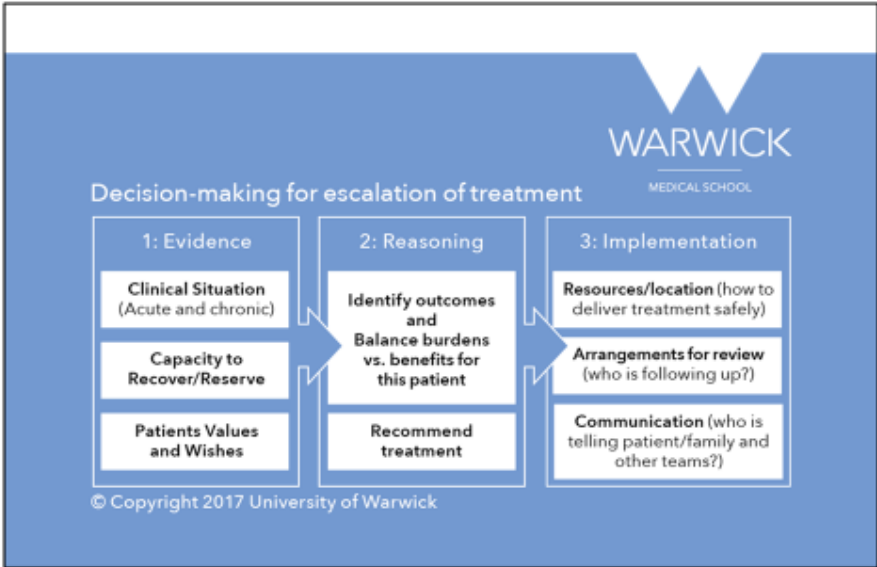 WARWICK
MEDICAL SCHOOL
Decision-making for escalation of treatment
1: Evidence
Clinical Situation
(Acute and chronic)
Capacity to
Recover/Reserve
Patients Values
and Wishes
2: Reasoning
Identify outcomes
and
Balance burdens
vs. benefits for
this patient
Recommend
treatment
3: Implementation
Resources/location (how to
deliver treatment safely)
Arrangements for review
(who is following up?)
Communication (who is
telling patient/family and
other teams?)
© Copyright 2017 University of Warwick